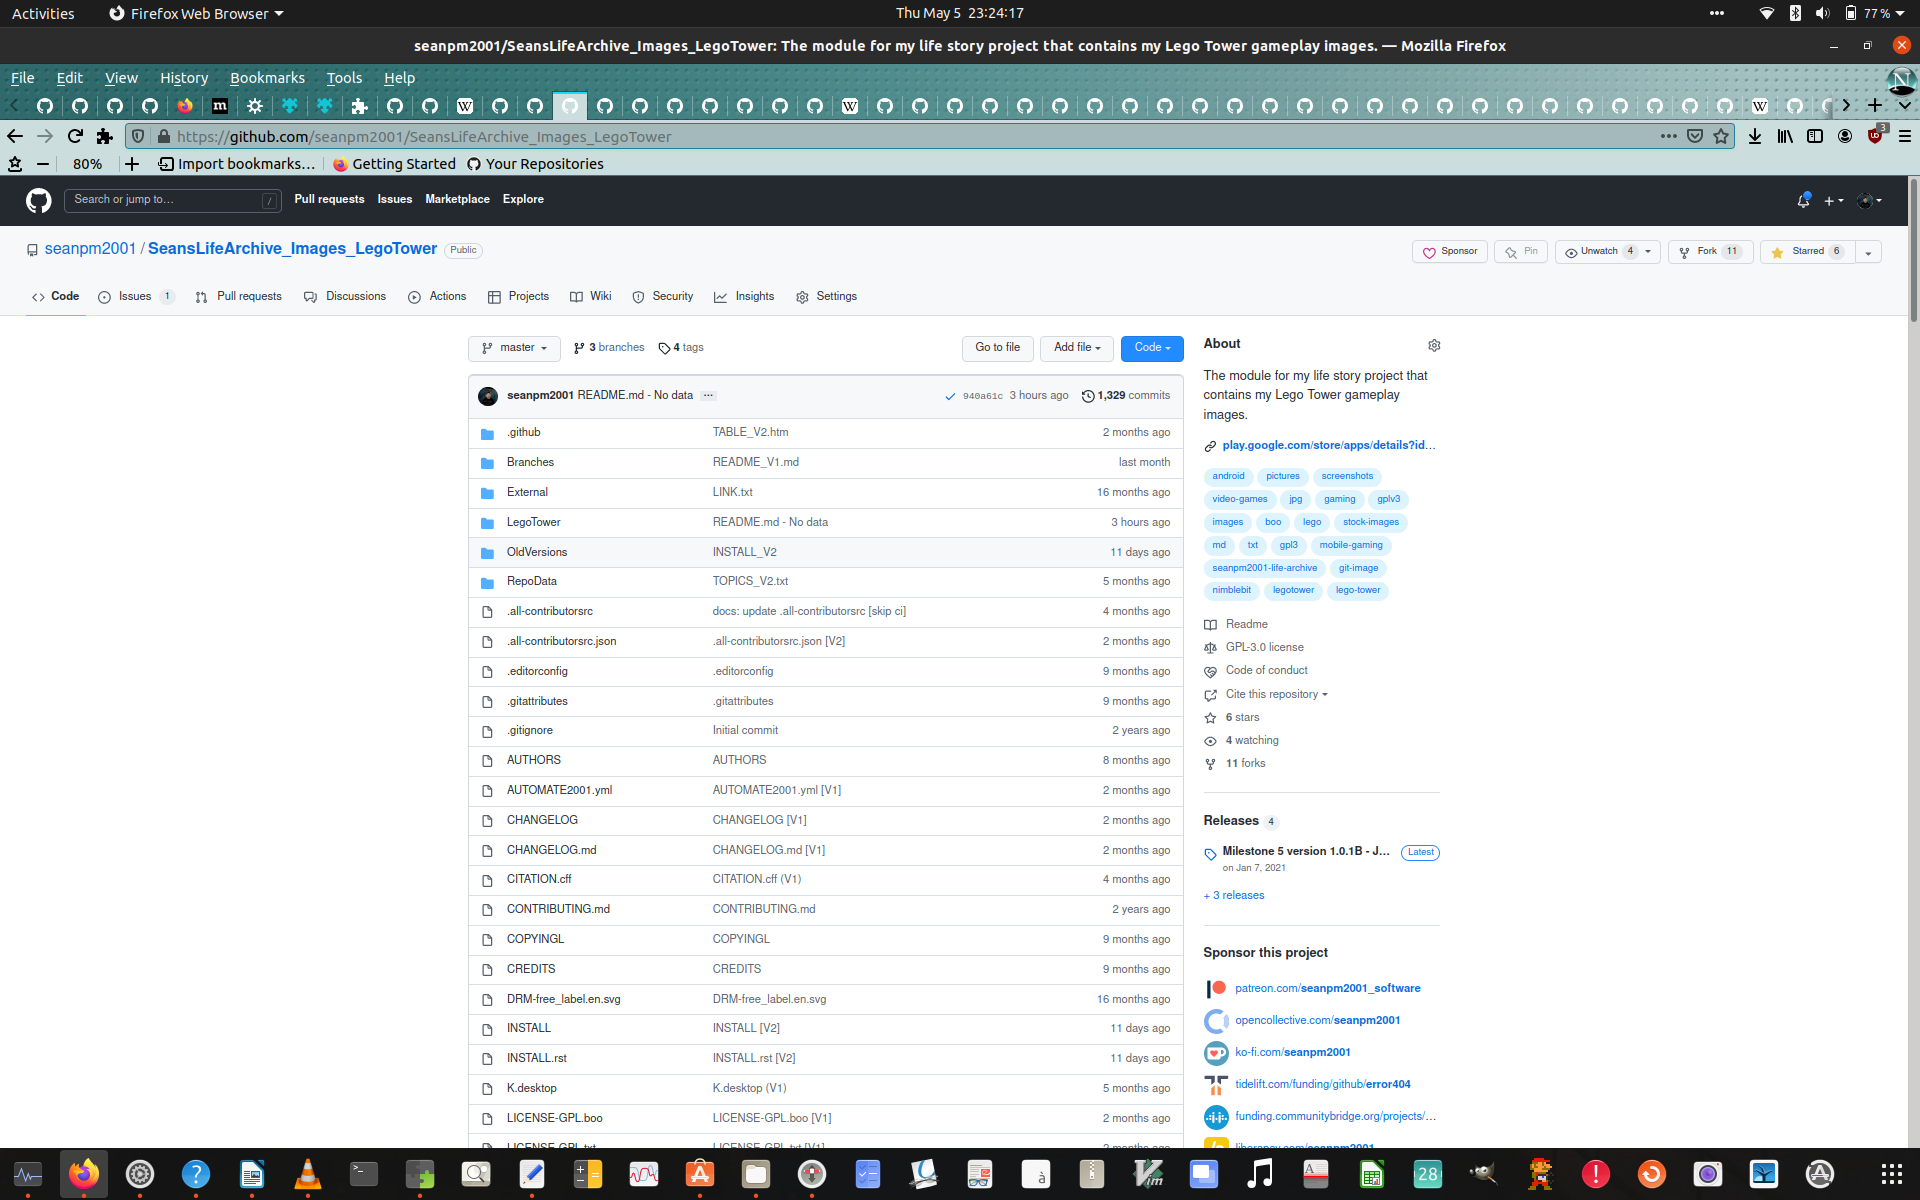 Activities Firefox Web Browser Thu May 5 23:24:17 77 %
seanpm2001/SeansLifeArchive_Images_LegoTower: The module for my life story project that contains my Lego Tower gameplay images. — Mozilla Firefox
File Edit View History Bookmarks Tools Help
https://github.com/seanpm2001/SeansLifeArchive_Images_LegoTower 3
80% Import bookmarks… Getting Started Your Repositories
Search or jump to… / Pull requests Issues Marketplace Explore
seanpm2001 / SeansLifeArchive_Images_LegoTower Public Sponsor Pin Unwatch 4 Fork 11 Starred 6
Code Issues 1 Pull requests Discussions Actions Projects Wiki Security Insights Settings
master 3 branches 4 tags Go to file Add file Code
seanpm2001 README.md - No data ... 940a61c 3 hours ago 1,329 commits
.github TABLE_V2.htm 2 months ago
Branches README_V1.md last month
External LINK.txt 16 months ago
LegoTower README.md - No data 3 hours ago
OldVersions INSTALL_V2 11 days ago
RepoData TOPICS_V2.txt 5 months ago
.all-contributorsrc docs: update .all-contributorsrc [skip ci] 4 months ago
.all-contributorsrc.json .all-contributorsrc.json [V2] 2 months ago
.editorconfig .editorconfig 9 months ago
.gitattributes .gitattributes 9 months ago
.gitignore Initial commit 2 years ago
AUTHORS AUTHORS 8 months ago
AUTOMATE2001.yml AUTOMATE2001.yml [V1] 2 months ago
CHANGELOG CHANGELOG [V1] 2 months ago
CHANGELOG.md CHANGELOG.md [V1] 2 months ago
CITATION.cff CITATION.cff (V1) 4 months ago
CONTRIBUTING.md CONTRIBUTING.md 2 years ago
COPYINGL COPYINGL 9 months ago
CREDITS CREDITS 9 months ago
DRM-free_label.en.svg DRM-free_label.en.svg 16 months ago
INSTALL INSTALL [V2] 11 days ago
INSTALL.rst INSTALL.rst [V2] 11 days ago
K.desktop K.desktop (V1) 5 months ago
LICENSE-GPL.boo LICENSE-GPL.boo [V1] 2 months ago
LICENSE-GPL.txt LICENSE-GPL.txt [V1] 2 months ago
About
The module for my life story project that
contains my Lego Tower gameplay
images.
play.google.com/store/apps/details?id…
android pictures screenshots
video-games jpg gaming gplv3
images boo lego stock-images
md txt gpl3 mobile-gaming
seanpm2001-life-archive git-image
nimblebit legotower lego-tower
Readme
GPL-3.0 license
Code of conduct
Cite this repository
6 stars
4 watching
11 forks
Releases 4
Milestone 5 version 1.0.1B - J... Latest
on Jan 7, 2021
+ 3 releases
Sponsor this project
patreon.com/seanpm2001_software
opencollective.com/seanpm2001
ko-fi.com/seanpm2001
tidelift.com/funding/github/error404
funding.communitybridge.org/projects/…
liberapay.com/seanpm2001
28